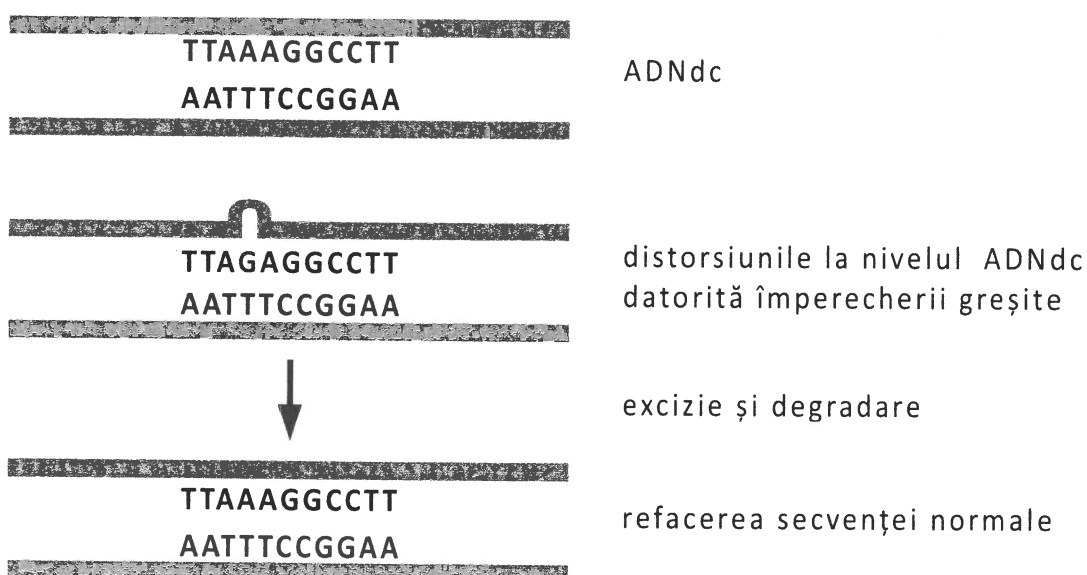 TTAAAGGCCTT
AATTTCCGGAA
ADNdc
TTAGAGGCCTT
AATTTCCGGAA
distorsiunile la nivelul ADNdc
datorită împerecherii greșite
excizie și degradare
TTAAAGGCCTT
AATTTCCGGAA
refacerea secvenței normale